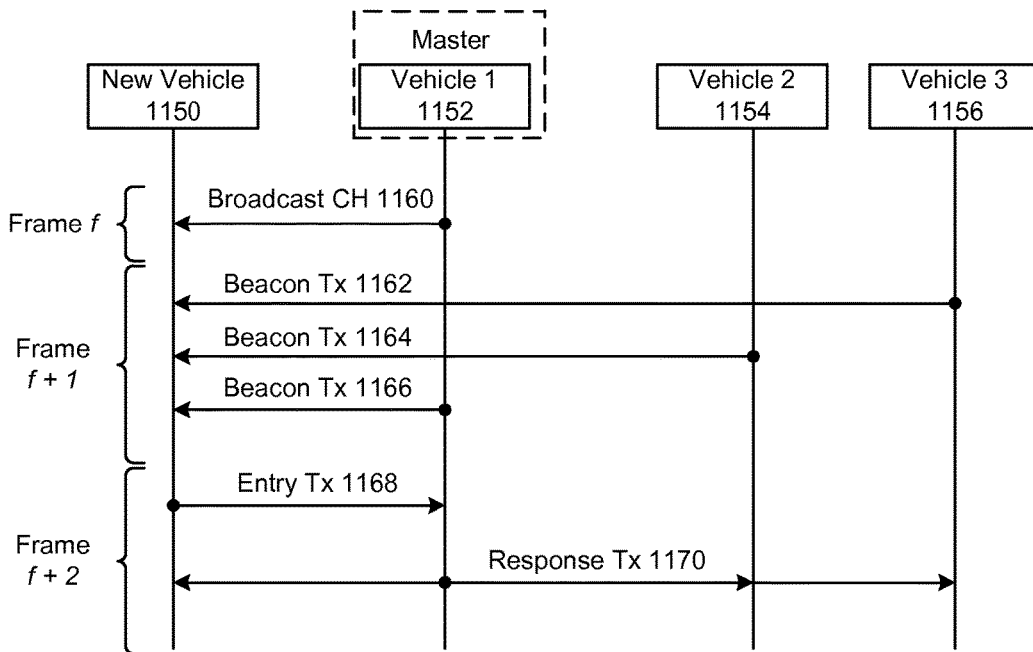 Master
New Vehicle
1150
Vehicle 1
1152
Vehicle 2
1154
Vehicle 3
1156
Frame f
Broadcast CH 1160
Frame
f + 1
Beacon Tx 1162
Beacon Tx 1164
Beacon Tx 1166
Frame
f + 2
Entry Tx 1168
Response Tx 1170